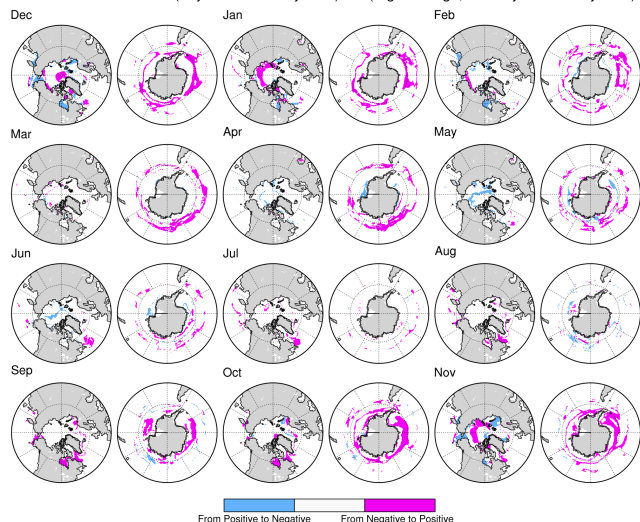 Dec Jan Feb
Mar Apr May
Jun Jul Aug
Sep Oct Nov
From Positive to Negative From Negative to Positive